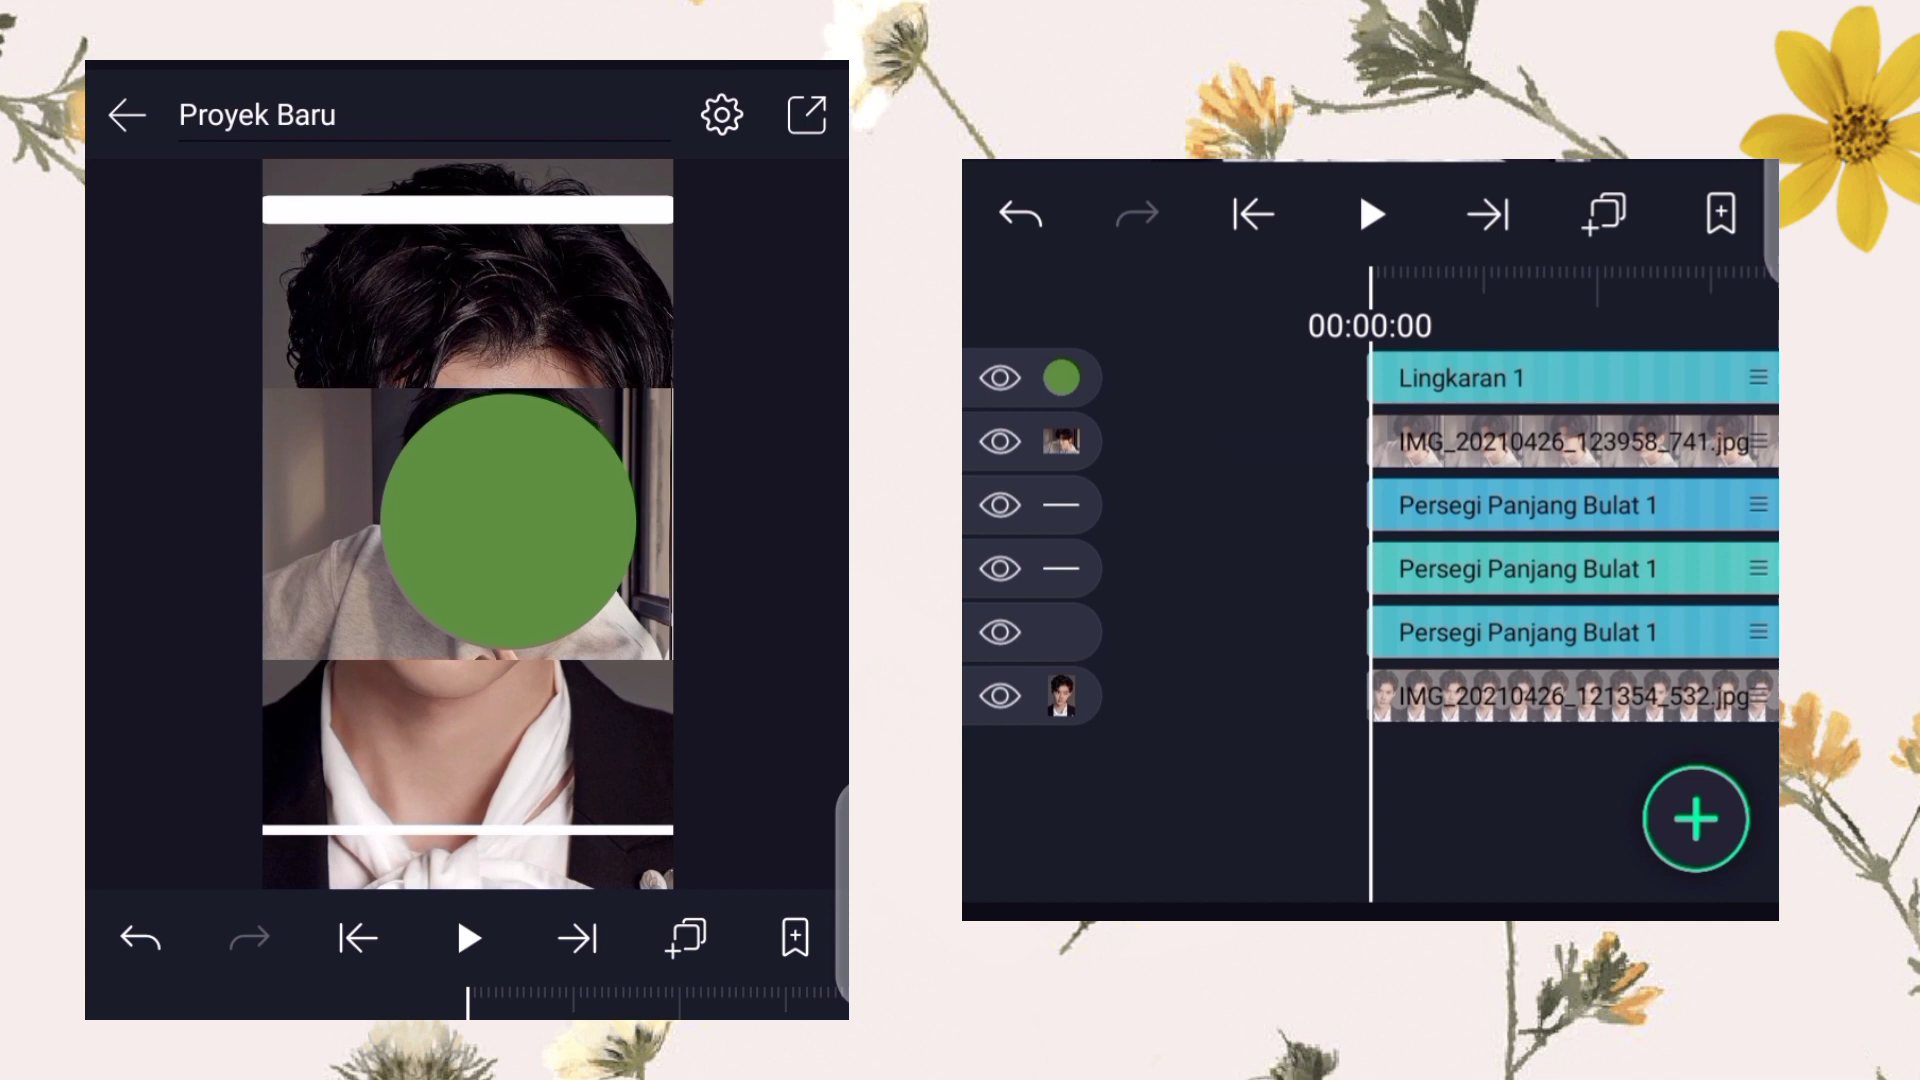 Proyek Baru
00:00:00
Lingkaran 1
IMG_20210426_123958_741.jpg
Persegi Panjang Bulat 1
Persegi Panjang Bulat 1
Persegi Panjang Bulat 1
IMG_20210426_121354_532.jpg